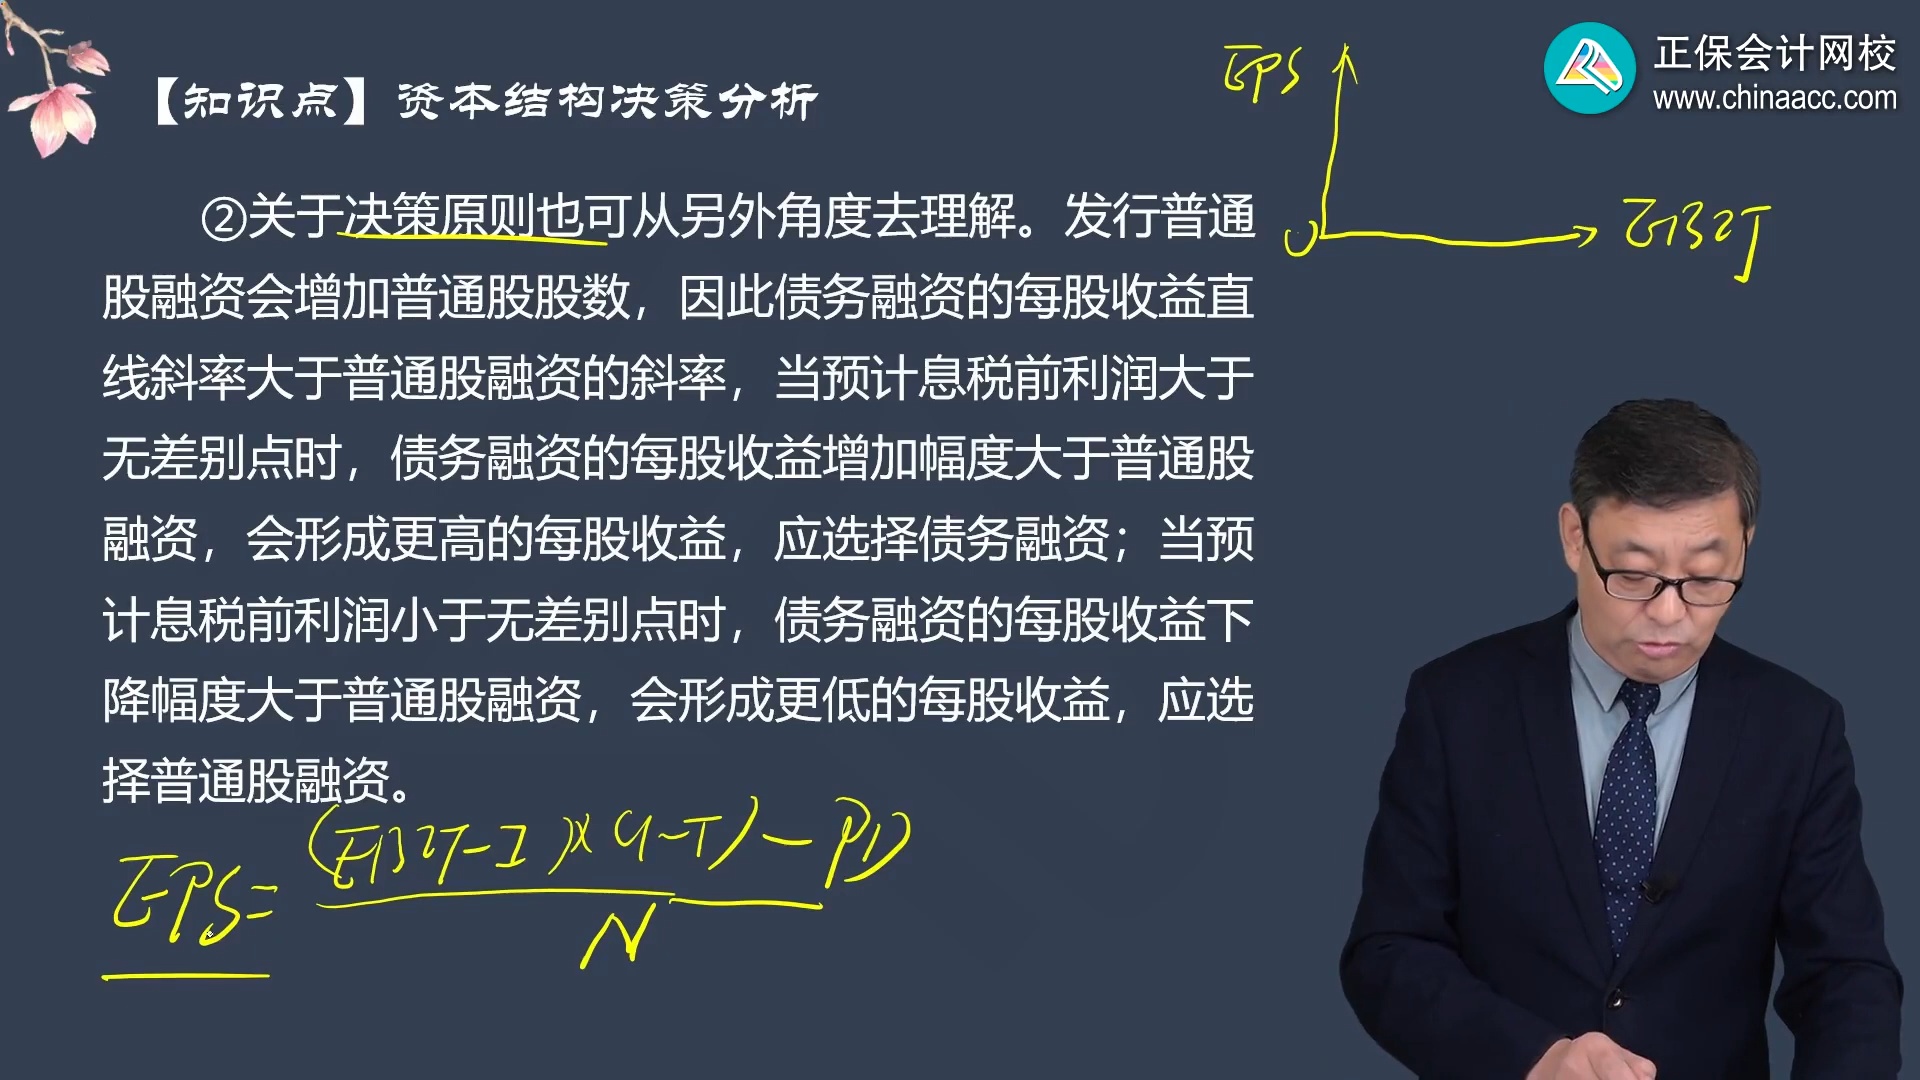 【知识点】资本结构决策分析
EPS
正保会计网校
www.chinaacc.com
O
EBIT
②关于决策原则也可从另外角度去理解。发行普通
股融资会增加普通股股数，因此债务融资的每股收益直
线斜率大于普通股融资的斜率，当预计息税前利润大于
无差别点时，债务融资的每股收益增加幅度大于普通股
融资，会形成更高的每股收益，应选择债务融资；当预
计息税前利润小于无差别点时，债务融资的每股收益下
降幅度大于普通股融资，会形成更低的每股收益，应选
择普通股融资。
(EBIT-I)×(1-T)-PD
EPS=
N